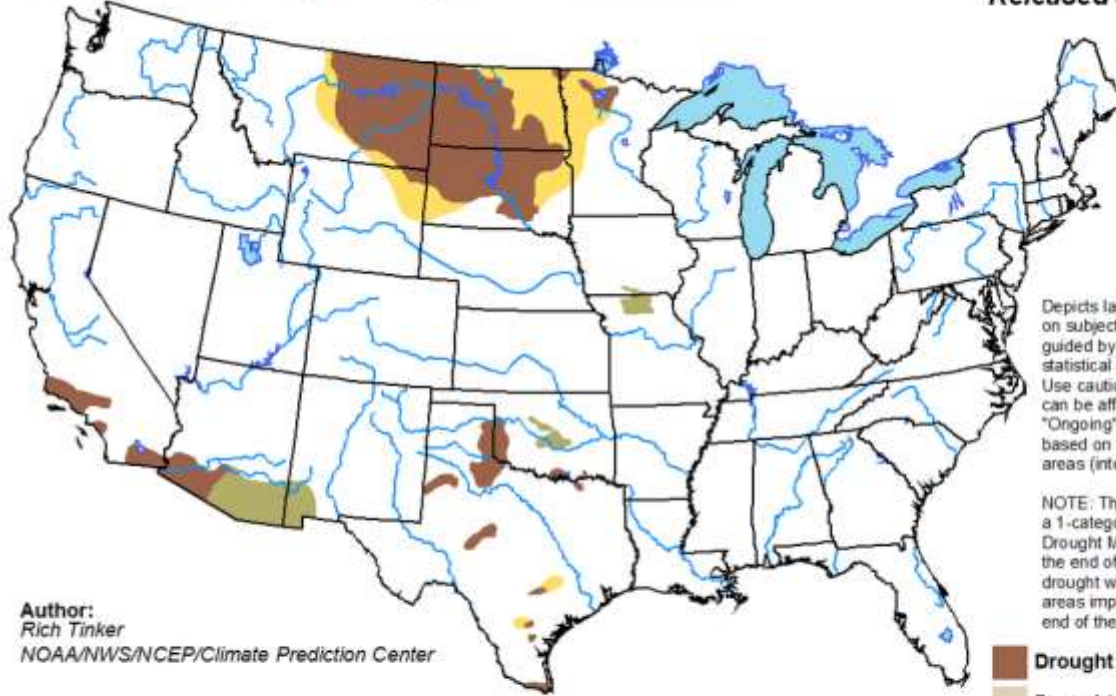 Released
Depicts la
on subject
guided by
statistical
Use cautio
can be aff
"Ongoing"
based on
areas (inte
NOTE: Th
a 1-catego
Drought M
the end of
drought w
areas imp
end of the
Author:
Rich Tinker
NOAA/NWS/NCEP/Climate Prediction Center
Drought